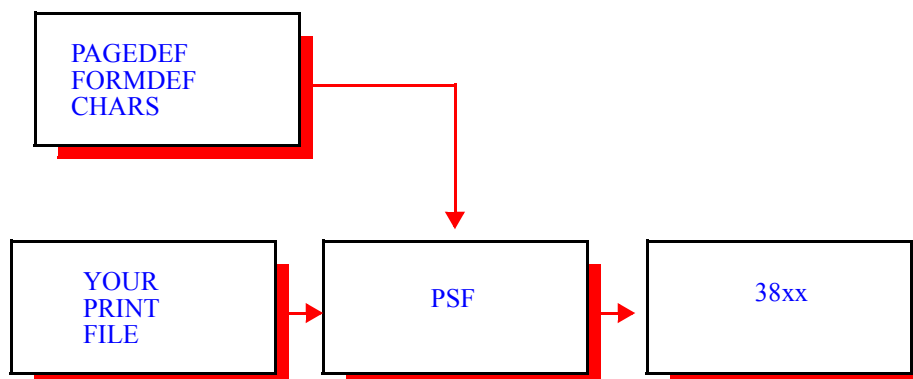 PAGEDEF
FORMDEF
CHARS
YOUR
PRINT
FILE
PSF
38xx